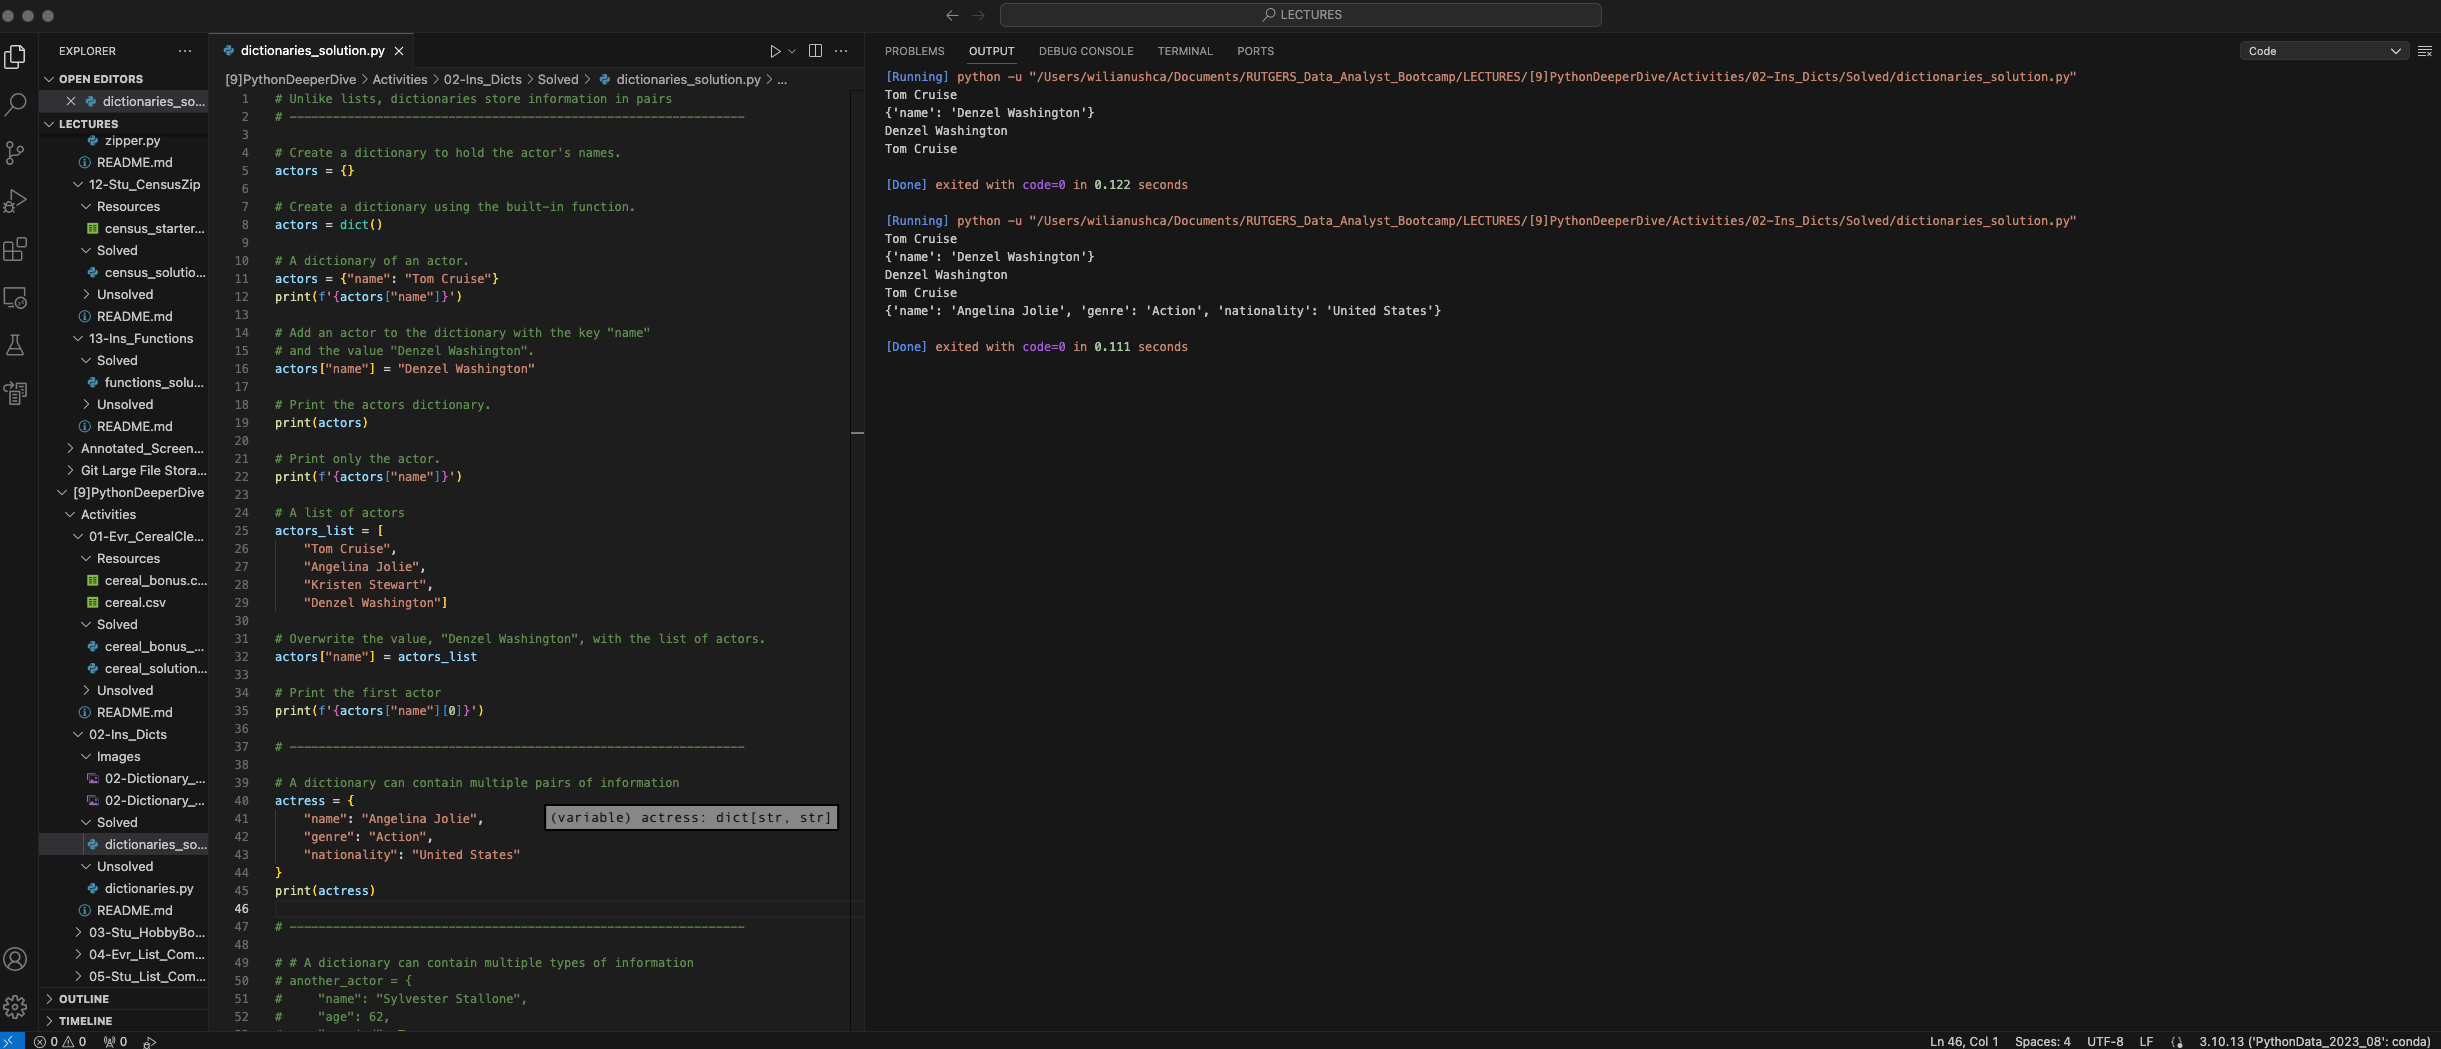 LECTURES
EXPLORER
OPEN EDITORS
dictionaries_so...
LECTURES
zipper.py
README.md
12-Stu_CensusZip
Resources
census_starter...
Solved
census_solutio...
Unsolved
README.md
13-Ins_Functions
Solved
functions_solu...
Unsolved
README.md
Annotated_Screen...
Git Large File Stora...
[9]PythonDeeperDive
Activities
01-Evr_CerealCle...
Resources
cereal_bonus.c...
cereal.csv
Solved
cereal_bonus_...
cereal_solution...
Unsolved
README.md
02-Ins_Dicts
Images
02-Dictionary_...
02-Dictionary_...
Solved
dictionaries_so...
Unsolved
dictionaries.py
README.md
03-Stu_HobbyBo...
04-Evr_List_Com...
05-Stu_List_Com...
OUTLINE
TIMELINE
dictionaries_solution.py
[9]PythonDeeperDive > Activities > 02-Ins_Dicts > Solved > dictionaries_solution.py > ...
1 # Unlike lists, dictionaries store information in pairs
2 # ---------------------------------------------------------------
3
4 # Create a dictionary to hold the actor's names.
5 actors = {}
6
7 # Create a dictionary using the built-in function.
8 actors = dict()
9
10 # A dictionary of an actor.
11 actors = {"name": "Tom Cruise"}
12 print(f'{actors["name"]}')
13
14 # Add an actor to the dictionary with the key "name"
15 # and the value "Denzel Washington".
16 actors["name"] = "Denzel Washington"
17
18 # Print the actors dictionary.
19 print(actors)
20
21 # Print only the actor.
22 print(f'{actors["name"]}')
23
24 # A list of actors
25 actors_list = [
26 "Tom Cruise",
27 "Angelina Jolie",
28 "Kristen Stewart",
29 "Denzel Washington"]
30
31 # Overwrite the value, "Denzel Washington", with the list of actors.
32 actors["name"] = actors_list
33
34 # Print the first actor
35 print(f'{actors["name"][0]}')
36
37 # ---------------------------------------------------------------
38
39 # A dictionary can contain multiple pairs of information
40 actress = {
41 "name": "Angelina Jolie",
(variable) actress: dict[str, str]
42 "genre": "Action",
43 "nationality": "United States"
44 }
45 print(actress)
46
47 # ---------------------------------------------------------------
48
49 # # A dictionary can contain multiple types of information
50 # another_actor = {
51 # "name": "Sylvester Stallone",
52 # "age": 62,
PROBLEMS OUTPUT DEBUG CONSOLE TERMINAL PORTS
Code
[Running] python -u "/Users/wilianushca/Documents/RUTGERS_Data_Analyst_Bootcamp/LECTURES/[9]PythonDeeperDive/Activities/02-Ins_Dicts/Solved/dictionaries_solution.py"
Tom Cruise
{'name': 'Denzel Washington'}
Denzel Washington
Tom Cruise
[Done] exited with code=0 in 0.122 seconds
[Running] python -u "/Users/wilianushca/Documents/RUTGERS_Data_Analyst_Bootcamp/LECTURES/[9]PythonDeeperDive/Activities/02-Ins_Dicts/Solved/dictionaries_solution.py"
Tom Cruise
{'name': 'Denzel Washington'}
Denzel Washington
Tom Cruise
{'name': 'Angelina Jolie', 'genre': 'Action', 'nationality': 'United States'}
[Done] exited with code=0 in 0.111 seconds
0 0 0
Ln 46, Col 1 Spaces: 4 UTF-8 LF 3.10.13 ('PythonData_2023_08': conda)